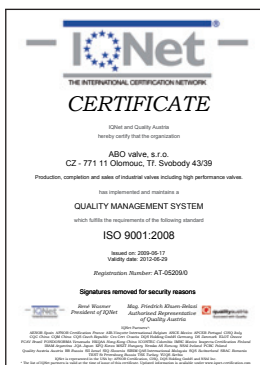 IQNet
THE INTERNATIONAL CERTIFICATION NETWORK
CERTIFICATE
IQNet and Quality Austria
hereby certify that the organization
ABO valve, s.r.o.
CZ - 771 11 Olomouc, Tř. Svobody 43/39
Production, completion and sales of industrial valves including high performance valves.
has implemented and maintains a
QUALITY MANAGEMENT SYSTEM
which fulfills the requirements of the following standard
ISO 9001:2008
Issued on: 2009-06-17
Validity date: 2012-06-29
Registration Number: AT-05209/0
Signatures removed for security reasons
René Wasmer
President of IQNet
Mag. Friedrich Khuen-Belasi
Authorised Representative
of Quality Austria
IQNet
qualityaustria
IQNet Partners*: